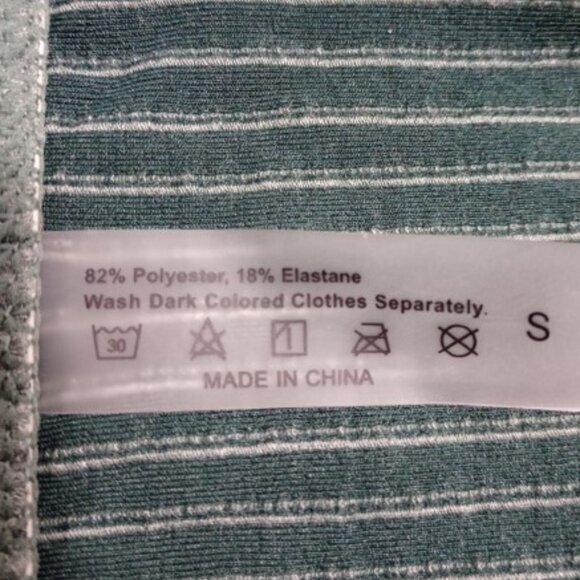 82% Polyester, 18% Elastane
Wash Dark Colored Clothes Separately.
30
S
MADE IN CHINA